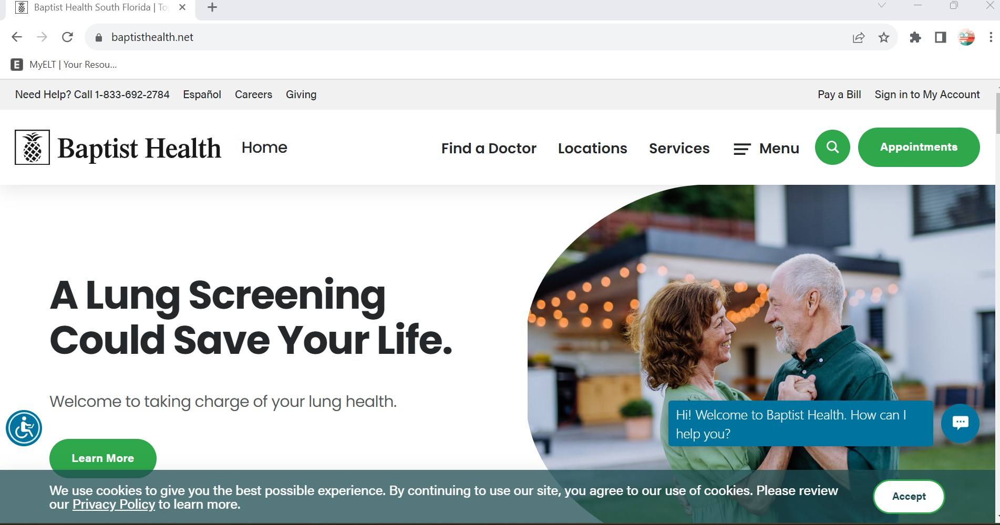 Baptist Health South Florida | To
baptisthealth.net
E MyELT | Your Resou...
Need Help? Call 1-833-692-2784 Español Careers Giving Pay a Bill Sign in to My Account
Baptist Health Home Find a Doctor Locations Services Menu Appointments
A Lung Screening
Could Save Your Life.
Welcome to taking charge of your lung health.
Hi! Welcome to Baptist Health. How can I
help you?
Learn More
We use cookies to give you the best possible experience. By continuing to use our site, you agree to our use of cookies. Please review
our Privacy Policy to learn more.
Accept